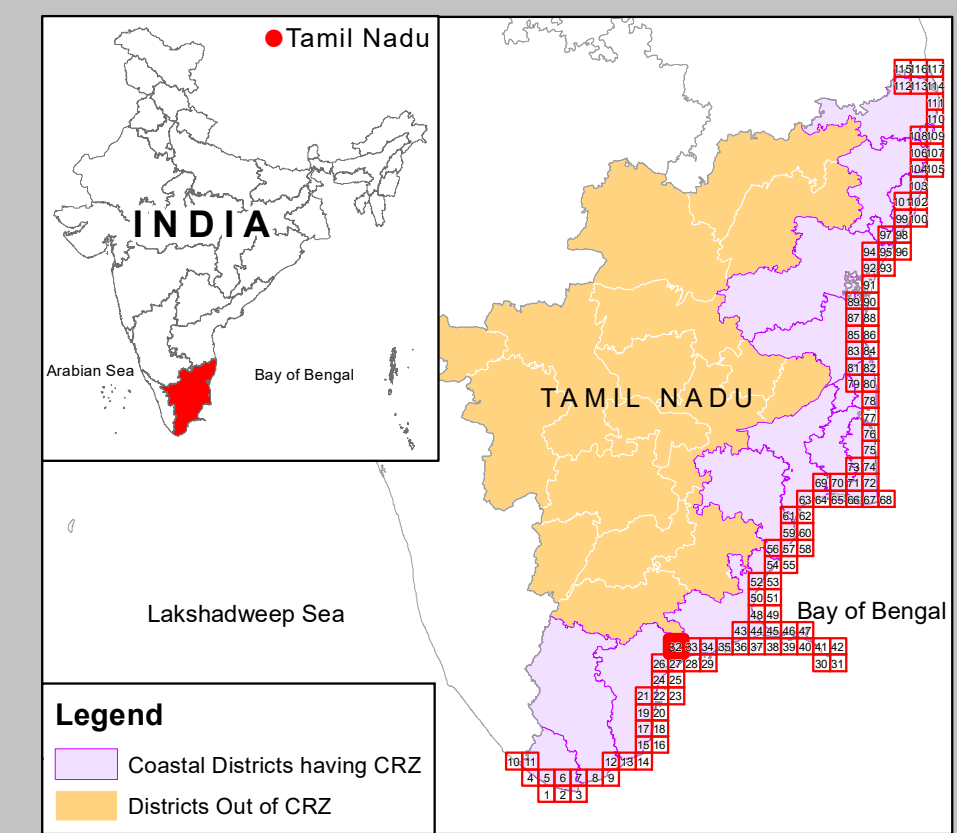 Tamil Nadu
INDIA
Arabian Sea
Bay of Bengal
TAMIL NADU
Lakshadweep Sea
Bay of Bengal
115 116 117
112 113 114
111
110
108 109
106 107
104 105
103
101 102
99 100
97 98
94 95 96
92 93
91
89 90
87 88
85 86
83 84
81 82
79 80
78
77
76
75
73 74
69 70 71 72
63 64 65 66 67 68
61 62
59 60
56 57 58
54 55
52 53
50 51
48 49
43 44 45 46 47
32 33 34 35 36 37 38 39 40 41 42
26 27 28 29 30 31
24 25
21 22 23
19 20
17 18
15 16
10 11 12 13 14
4 5 6 7 8 9
1 2 3
Legend
Coastal Districts having CRZ
Districts Out of CRZ